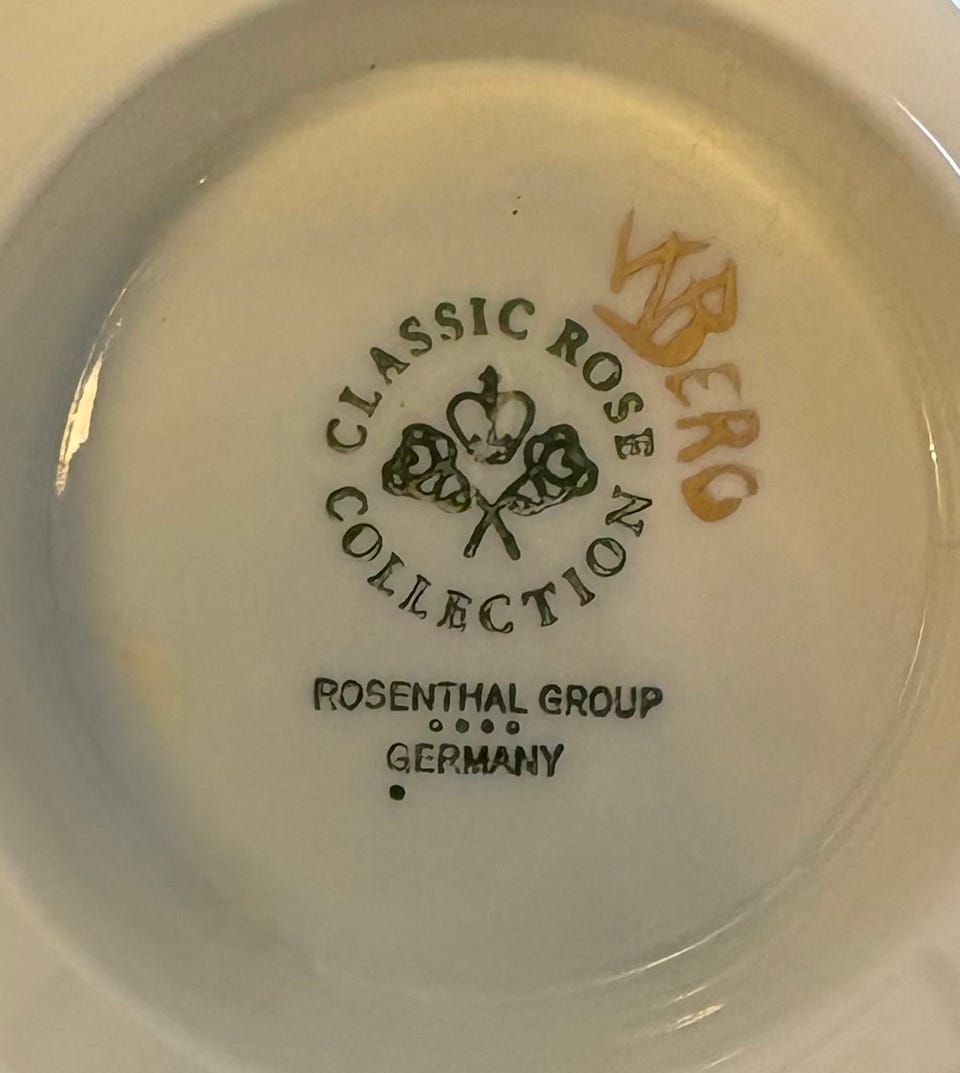 CLASSIC ROSE
COLLECTION
ROSENTHAL GROUP
GERMANY